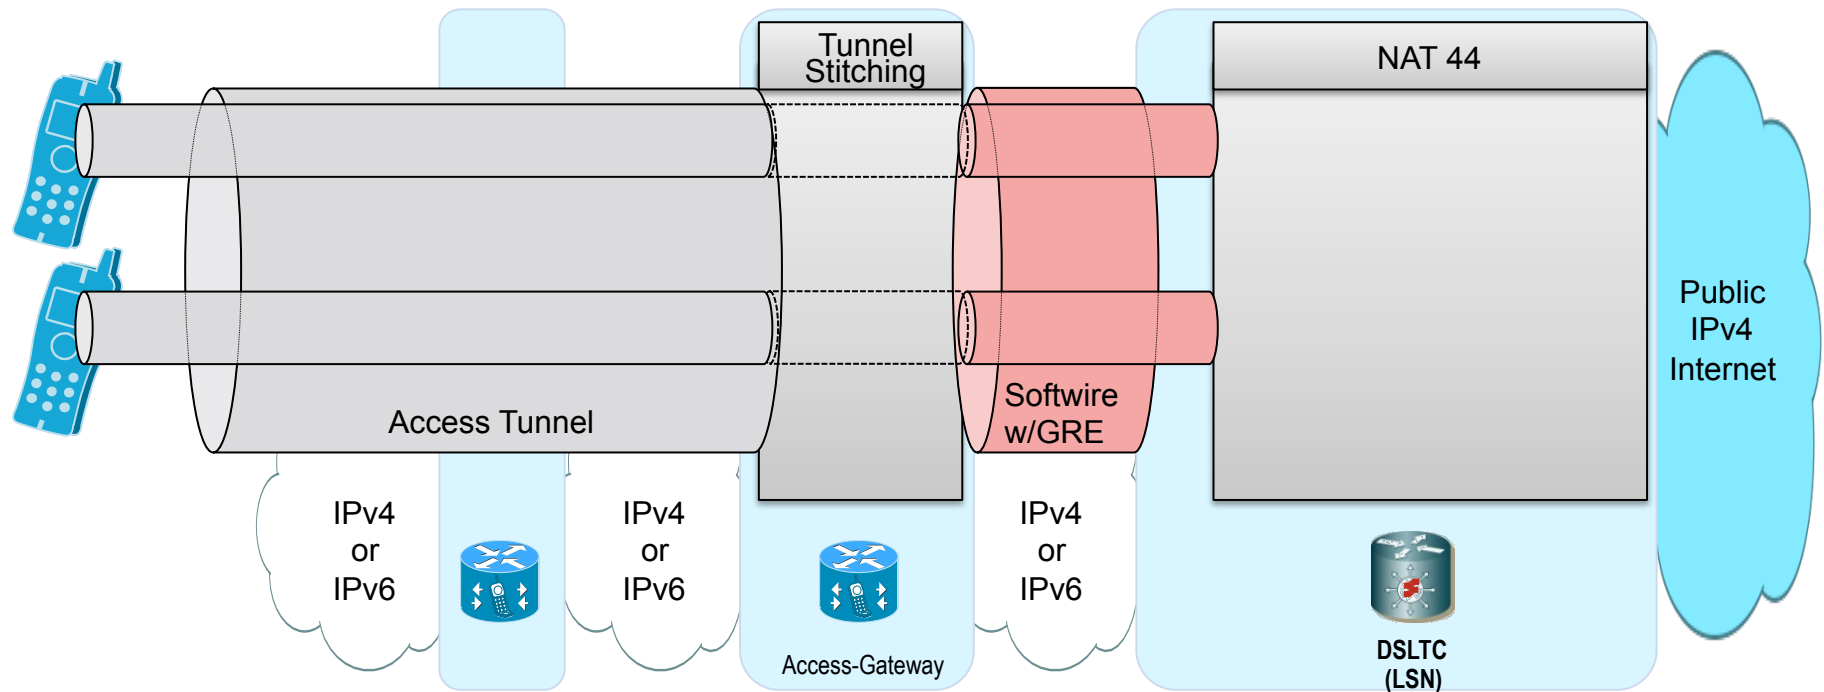 Tunnel
Stitching
NAT 44
Access Tunnel
Softwire
w/GRE
Public
IPv4
Internet
IPv4
or
IPv6
IPv4
or
IPv6
IPv4
or
IPv6
Access-Gateway
DSLTC
(LSN)